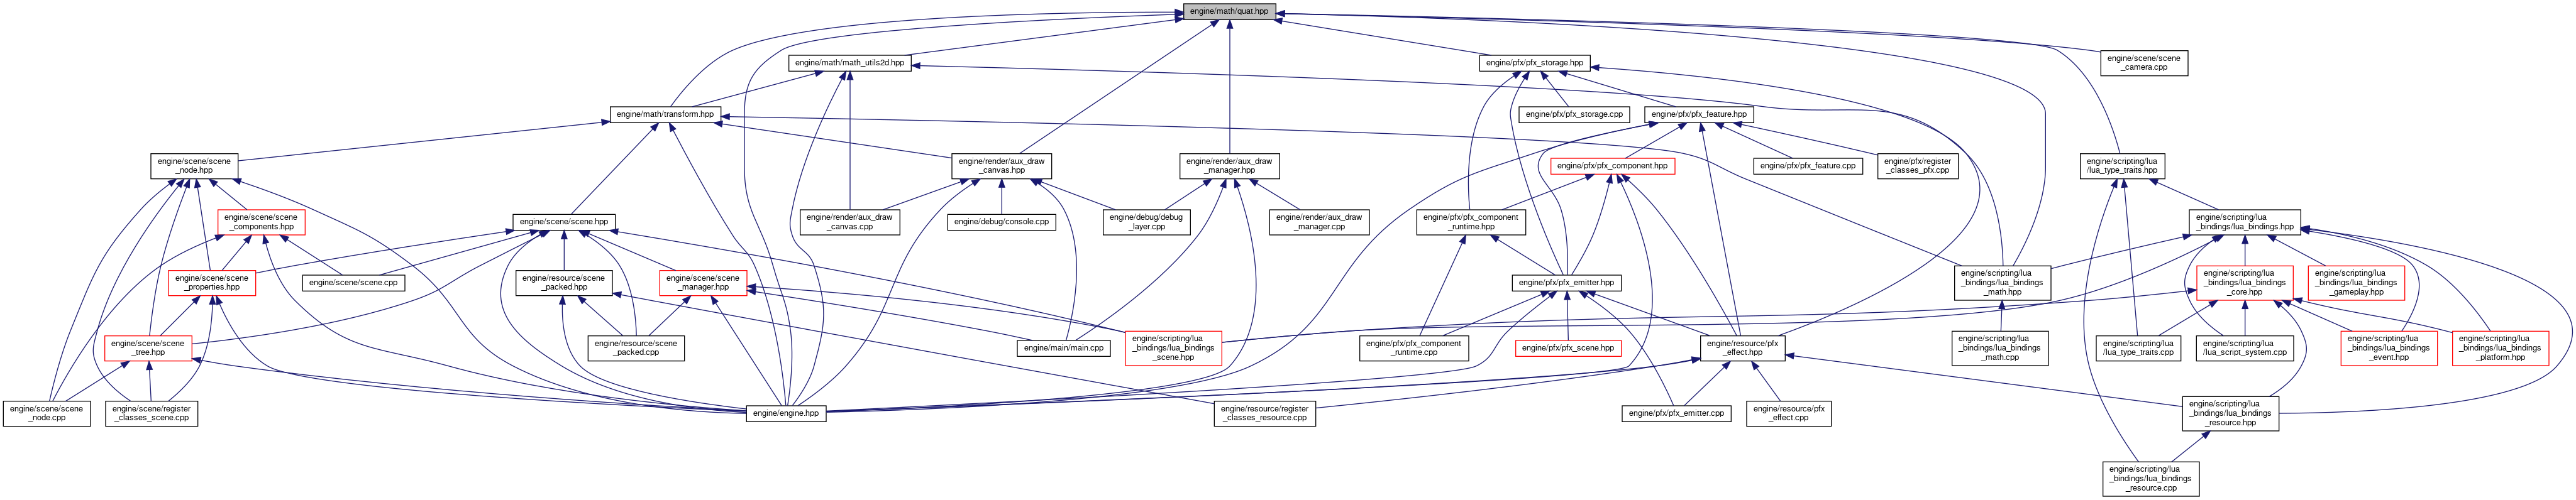 engine/math/quat.hpp
engine/math/math_utils2d.hpp
engine/pfx/pfx_storage.hpp
engine/scene/scene
_camera.cpp
engine/math/transform.hpp
engine/pfx/pfx_storage.cpp
engine/pfx/pfx_feature.hpp
engine/scene/scene
_node.hpp
engine/render/aux_draw
_canvas.hpp
engine/render/aux_draw
_manager.hpp
engine/pfx/pfx_component.hpp
engine/pfx/pfx_feature.cpp
engine/pfx/register
_classes_pfx.cpp
engine/scripting/lua
/lua_type_traits.hpp
engine/scene/scene
_components.hpp
engine/scene/scene.hpp
engine/render/aux_draw
_canvas.cpp
engine/debug/console.cpp
engine/debug/debug
_layer.cpp
engine/render/aux_draw
_manager.cpp
engine/pfx/pfx_component
_runtime.hpp
engine/scripting/lua
_bindings/lua_bindings.hpp
engine/scene/scene
_properties.hpp
engine/scene/scene.cpp
engine/resource/scene
_packed.hpp
engine/scene/scene
_manager.hpp
engine/pfx/pfx_emitter.hpp
engine/scripting/lua
_bindings/lua_bindings
_math.hpp
engine/scripting/lua
_bindings/lua_bindings
_core.hpp
engine/scripting/lua
_bindings/lua_bindings
_gameplay.hpp
engine/scene/scene
_tree.hpp
engine/resource/scene
_packed.cpp
engine/main/main.cpp
engine/scripting/lua
_bindings/lua_bindings
_scene.hpp
engine/pfx/pfx_component
_runtime.cpp
engine/pfx/pfx_scene.hpp
engine/resource/pfx
_effect.hpp
engine/scripting/lua
_bindings/lua_bindings
_math.cpp
engine/scripting/lua
/lua_type_traits.cpp
engine/scripting/lua
/lua_script_system.cpp
engine/scripting/lua
_bindings/lua_bindings
_event.hpp
engine/scripting/lua
_bindings/lua_bindings
_platform.hpp
engine/scene/scene
_node.cpp
engine/scene/register
_classes_scene.cpp
engine/engine.hpp
engine/resource/register
_classes_resource.cpp
engine/pfx/pfx_emitter.cpp
engine/resource/pfx
_effect.cpp
engine/scripting/lua
_bindings/lua_bindings
_resource.hpp
engine/scripting/lua
_bindings/lua_bindings
_resource.cpp